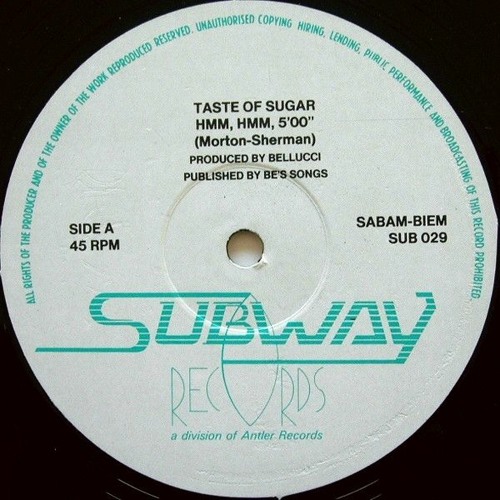 ALL RIGHTS OF THE PRODUCER AND OF THE OWNER OF THE WORK REPRODUCED RESERVED. UNAUTHORISED COPYING HIRING, LENDING, PUBLIC PERFORMANCE AND BROADCASTING OF THIS RECORD PROHIBITED.
TASTE OF SUGAR
HMM, HMM, 5'00"
(Morton-Sherman)
PRODUCED BY BELLUCCI
PUBLISHED BY BE'S SONGS
SIDE A
45 RPM
SABAM-BIEM
SUB 029
SUBWAY
RECORDS
a division of Antler Records